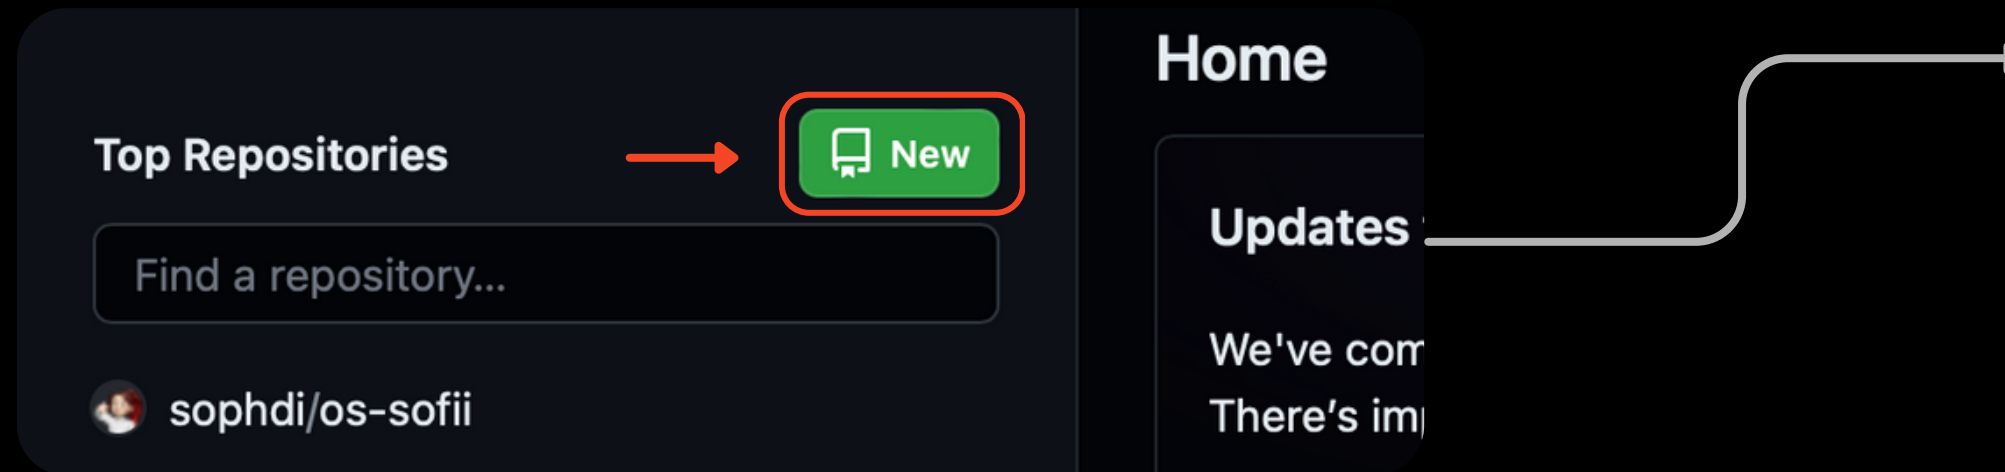 Top Repositories
New
Find a repository...
sophdi/os-sofii
Home
Updates
We've com
There's im